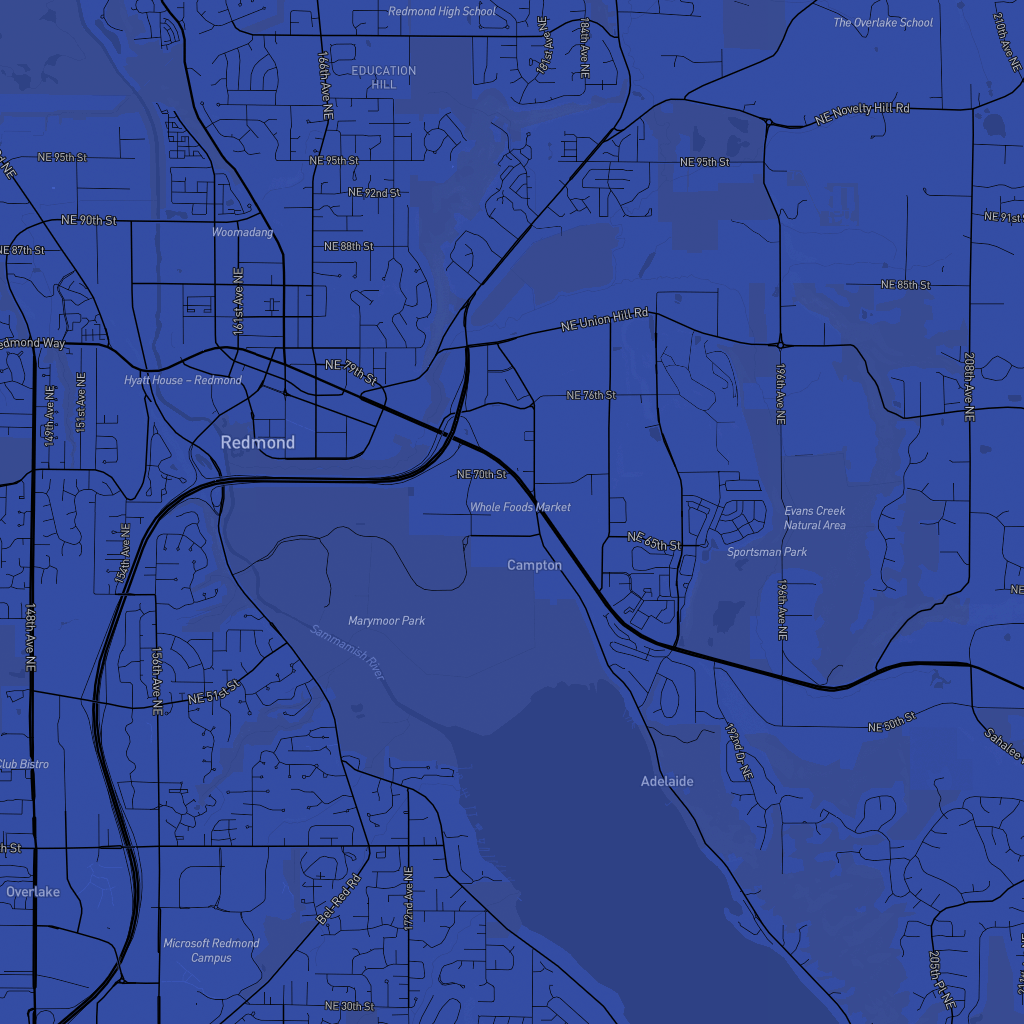 Redmond High School
The Overlake School
210th Ave NE
181st Ave NE
184th Ave NE
166th Ave NE
EDUCATION
HILL
NE Novelty Hill Rd
NE 95th St
NE 95th St
NE 95th St
NE 92nd St
NE 90th St
Woomadang
NE 91st S
NE 87th St
NE 88th St
161st Ave NE
NE 85th St
NE Union Hill Rd
edmond Way
NE 79th St
Hyatt House – Redmond
149th Ave NE
151st Ave NE
NE 76th St
196th Ave NE
208th Ave NE
Redmond
NE 70th St
Whole Foods Market
Evans Creek
Natural Area
154th Ave NE
NE 65th St
Sportsman Park
Campton
148th Ave NE
196th Ave NE
NE
Marymoor Park
Sammamish River
156th Ave NE
NE 51st St
NE 50th St
192nd Dr NE
Sahalee
Club Bistro
Adelaide
h St
Overlake
Bel-Red Rd
172nd Ave NE
Microsoft Redmond
Campus
205th Pl NE
NE 30th St